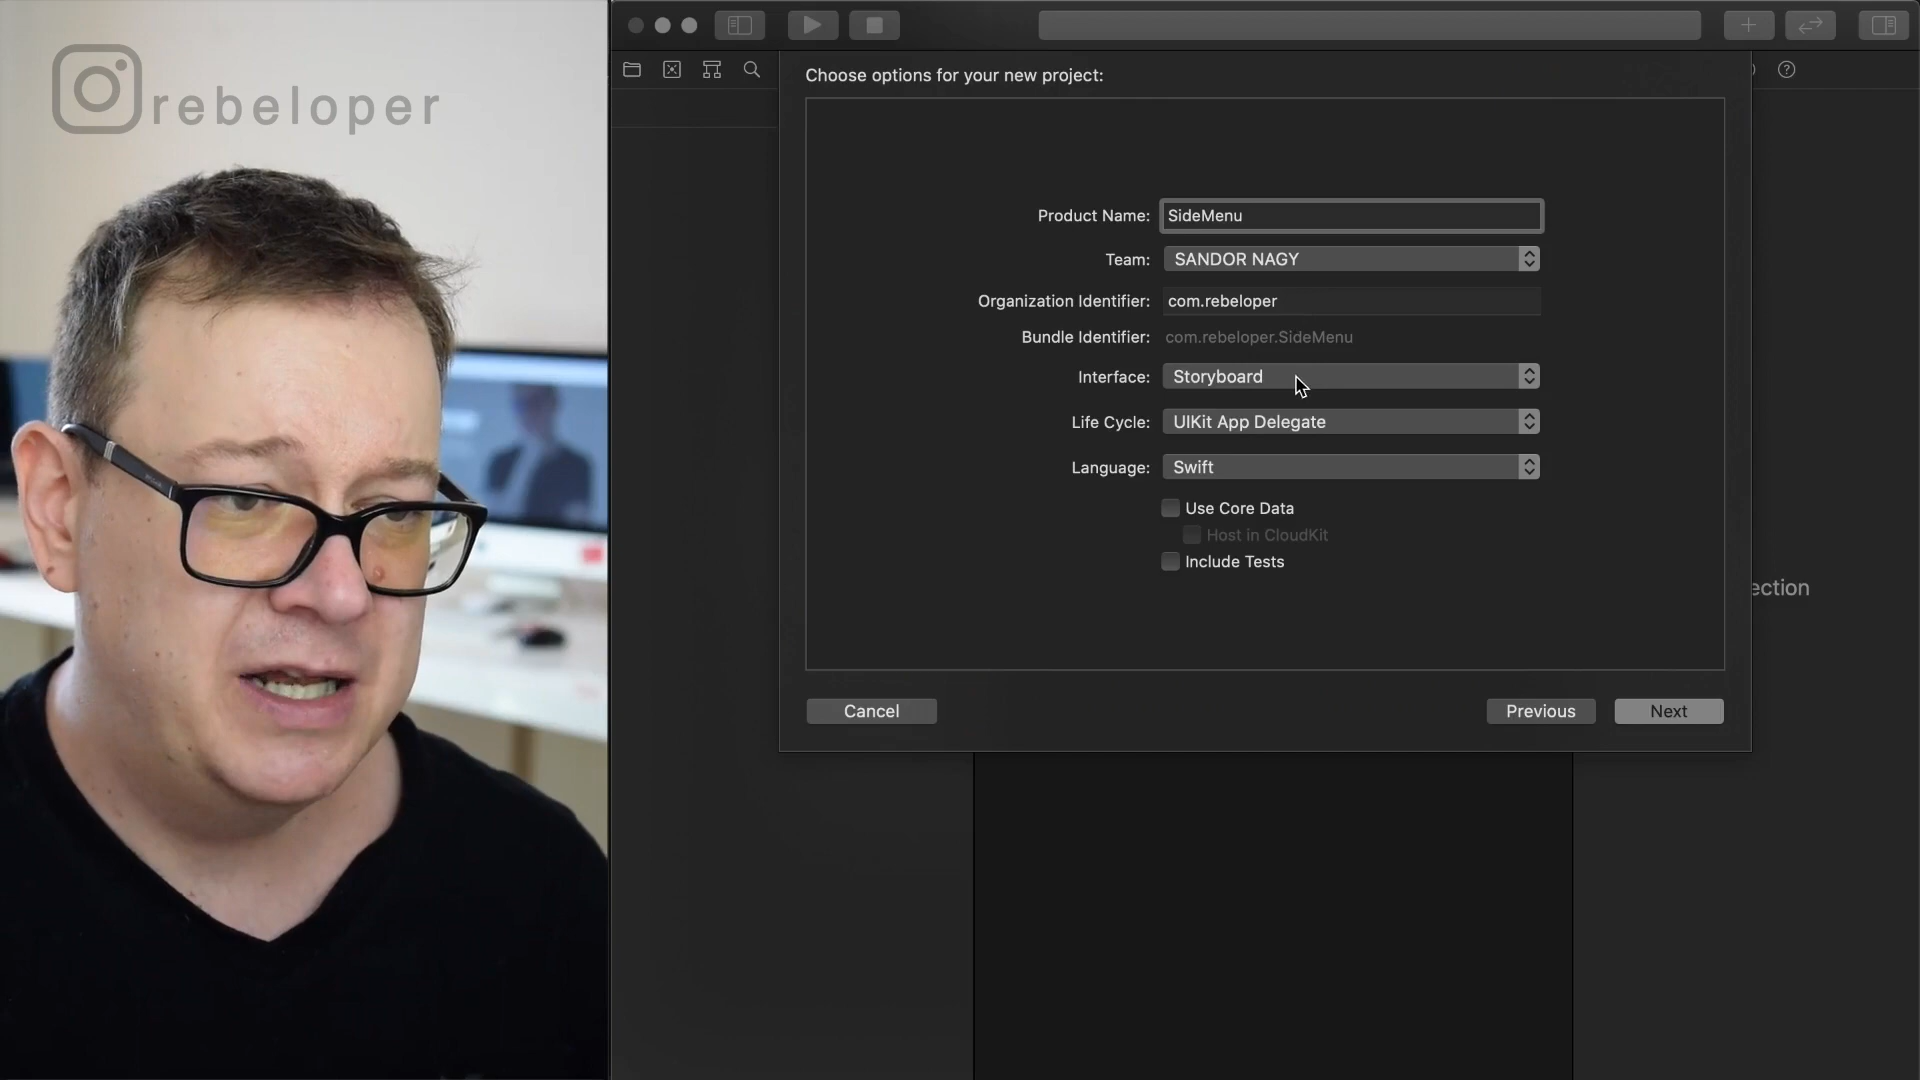 rebeloper
Choose options for your new project:
Product Name: SideMenu
Team: SANDOR NAGY
Organization Identifier: com.rebeloper
Bundle Identifier: com.rebeloper.SideMenu
Interface: Storyboard
Life Cycle: UIKit App Delegate
Language: Swift
Use Core Data
Host in CloudKit
Include Tests
ection
Cancel
Previous
Next